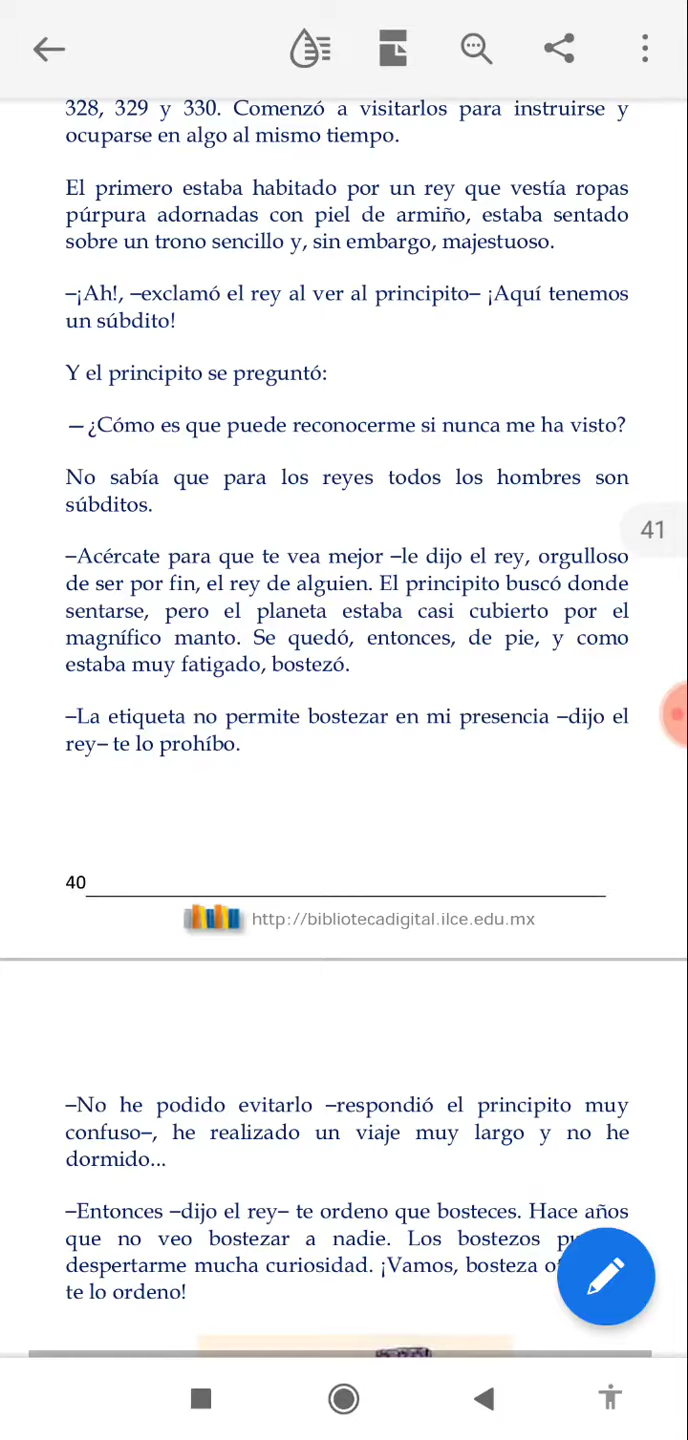 328, 329 y 330. Comenzó a visitarlos para instruirse y
ocuparse en algo al mismo tiempo.
El primero estaba habitado por un rey que vestía ropas
púrpura adornadas con piel de armiño, estaba sentado
sobre un trono sencillo y, sin embargo, majestuoso.
–¡Ah!, –exclamó el rey al ver al principito– ¡Aquí tenemos
un súbdito!
Y el principito se preguntó:
—¿Cómo es que puede reconocerme si nunca me ha visto?
No sabía que para los reyes todos los hombres son
súbditos.
41
–Acércate para que te vea mejor –le dijo el rey, orgulloso
de ser por fin, el rey de alguien. El principito buscó donde
sentarse, pero el planeta estaba casi cubierto por el
magnífico manto. Se quedó, entonces, de pie, y como
estaba muy fatigado, bostezó.
–La etiqueta no permite bostezar en mi presencia –dijo el
rey– te lo prohíbo.
40
http://bibliotecadigital.ilce.edu.mx
–No he podido evitarlo –respondió el principito muy
confuso–, he realizado un viaje muy largo y no he
dormido...
–Entonces –dijo el rey– te ordeno que bosteces. Hace años
que no veo bostezar a nadie. Los bostezos
despertarme mucha curiosidad. ¡Vamos, bosteza
te lo ordeno!